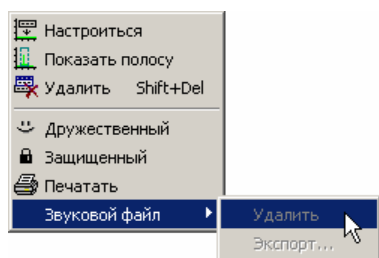 Настроиться
Показать полосу
Удалить Shift+Del
Дружественный
Защищенный
Печатать
Звуковой файл
Удалить
Экспорт...